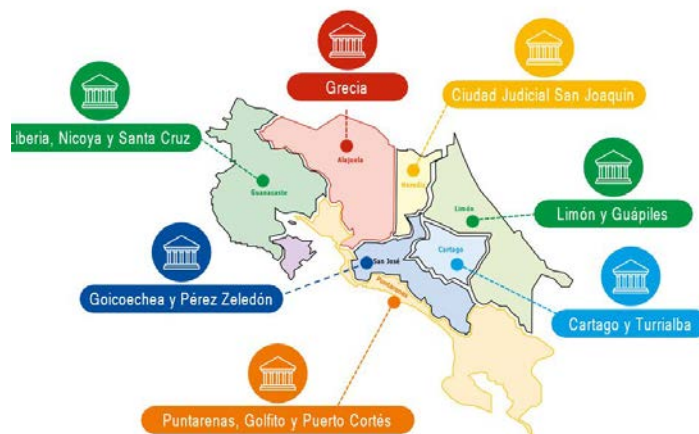 Grecia
Ciudad Judicial San Joaquín
Liberia, Nicoya y Santa Cruz
Alajuela
Heredia
Guanacaste
Limón
Limón y Guápiles
Cartago
San José
Goicoechea y Pérez Zeledón
Puntarenas
Cartago y Turrialba
Puntarenas, Golfito y Puerto Cortés